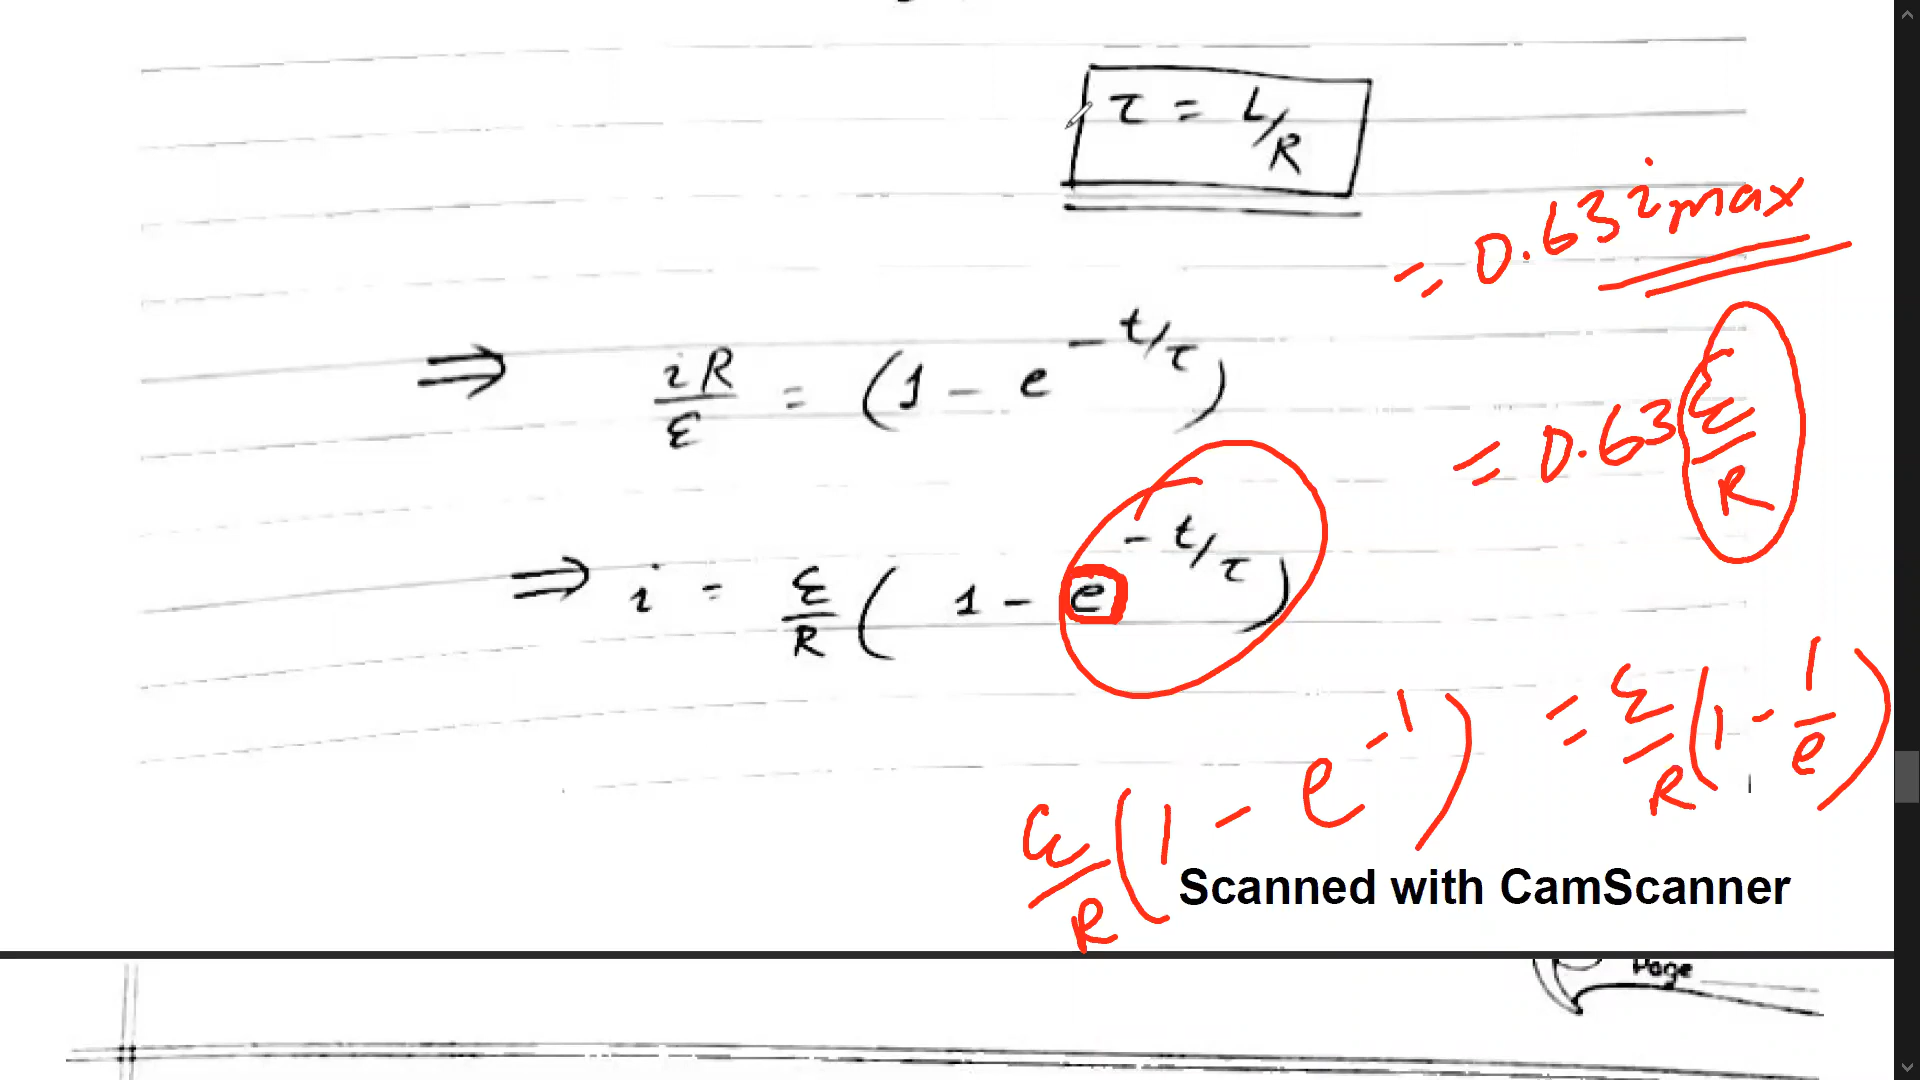 τ = L/R
= 0.63 imax
⇒ iR/ε = (1 - e^-t/τ)
= 0.63 ε/R
⇒ i = ε/R ( 1 - e^-t/τ )
ε/R (1 - e^-1) = ε/R (1 - 1/e)
Scanned with CamScanner
Page